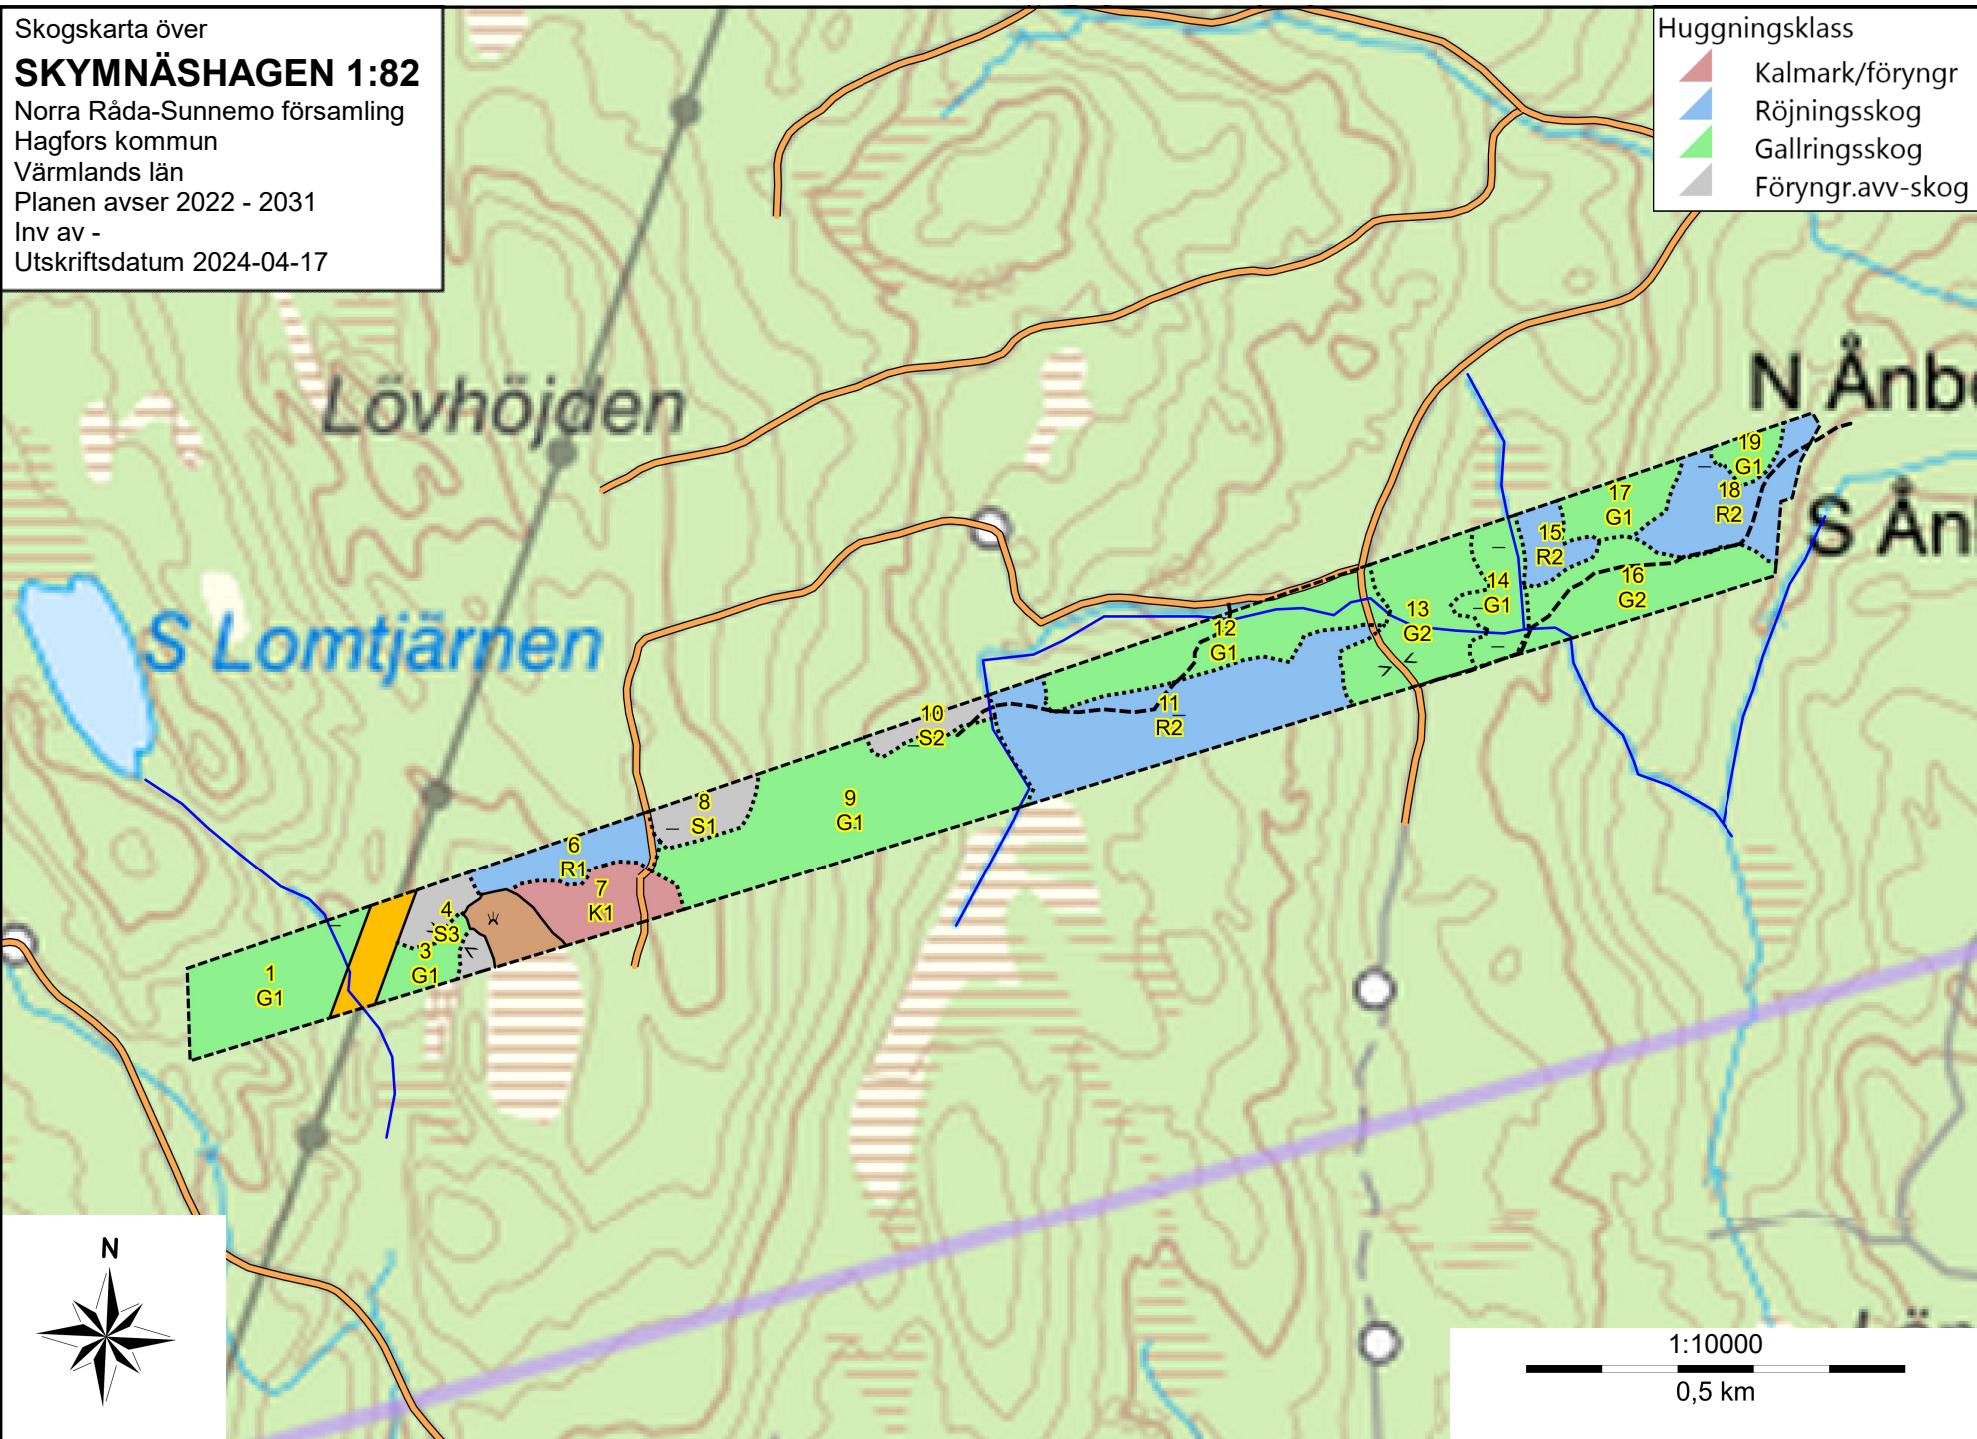 Skogskarta över
SKYMNÄSHAGEN 1:82
Norra Råda-Sunnemo församling
Hagfors kommun
Värmlands län
Planen avser 2022 - 2031
Inv av -
Utskriftsdatum 2024-04-17
Huggningsklass
Kalmark/föryngr
Röjningsskog
Gallringsskog
Föryngr.avv-skog
Lövhöjden
N Ånb
S Ån
S Lomtjärnen
19
G1
18
R2
17
G1
15
R2
16
G2
14
G1
13
G2
12
G1
11
R2
10
S2
9
G1
8
S1
6
R1
7
K1
4
S3
3
G1
1
G1
N
1:10000
0,5 km